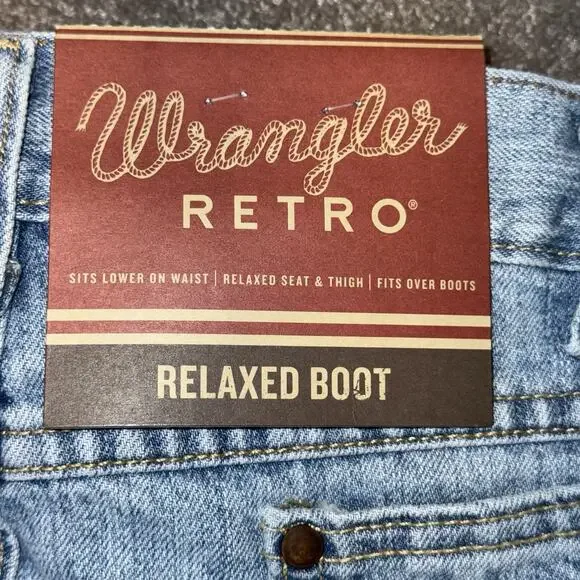 Wrangler
RETRO®
SITS LOWER ON WAIST | RELAXED SEAT & THIGH | FITS OVER BOOTS
RELAXED BOOT